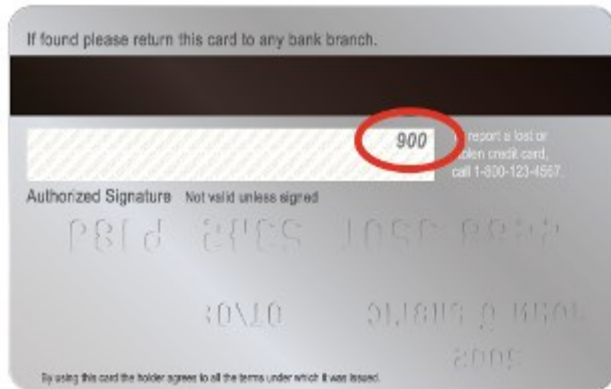 If found please return this card to any bank branch.
900
report a lost or
stolen credit card,
call 1-800-123-4567.
Authorized Signature Not valid unless signed
By using this card the holder agrees to all the terms under which it was issued.